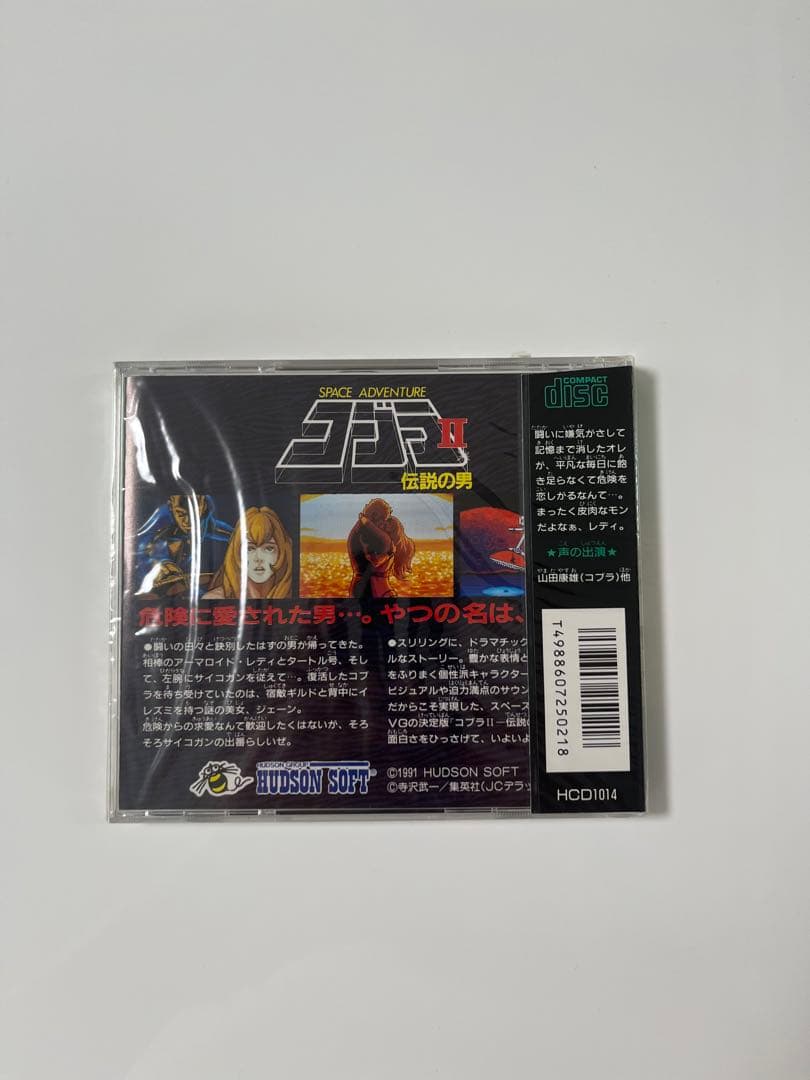 SPACE ADVENTURE
コブラII
伝説の男
危険に愛された男…。やつの名は、
●闘いの日々と訣別したはずの男が帰ってきた。
相棒のアーマロイド・レディとタートル号、そし
て、左腕にサイコガンを従えて…。復活したコブ
ラを待ち受けていたのは、宿敵ギルドと背中にイ
レズミを持つ謎の美女、ジェーン。
危険からの求愛なんて歓迎したくはないが、そろ
そろサイコガンの出番らしいぜ。
●スリリングに、ドラマチック
ルなストーリー。豊かな表情と
をふりまく個性派キャラクター
ビジュアルや迫力満点のサウン
だからこそ実現した、スペース
VGの決定版「コブラII—伝説の
面白さをひっさげて、いよいよ
HUDSON GROUP
HUDSON SOFT®
©1991 HUDSON SOFT
©寺沢武一/集英社(JCデラッ
COMPACT
disc
闘いに嫌気がさして
記憶まで消したオレ
が、平凡な毎日に飽
き足らなくて危険を
恋しがるなんて…。
まったく皮肉なモン
だよなぁ、レディ。
★声の出演★
山田康雄(コブラ)他
T4988607250218
HCD1014